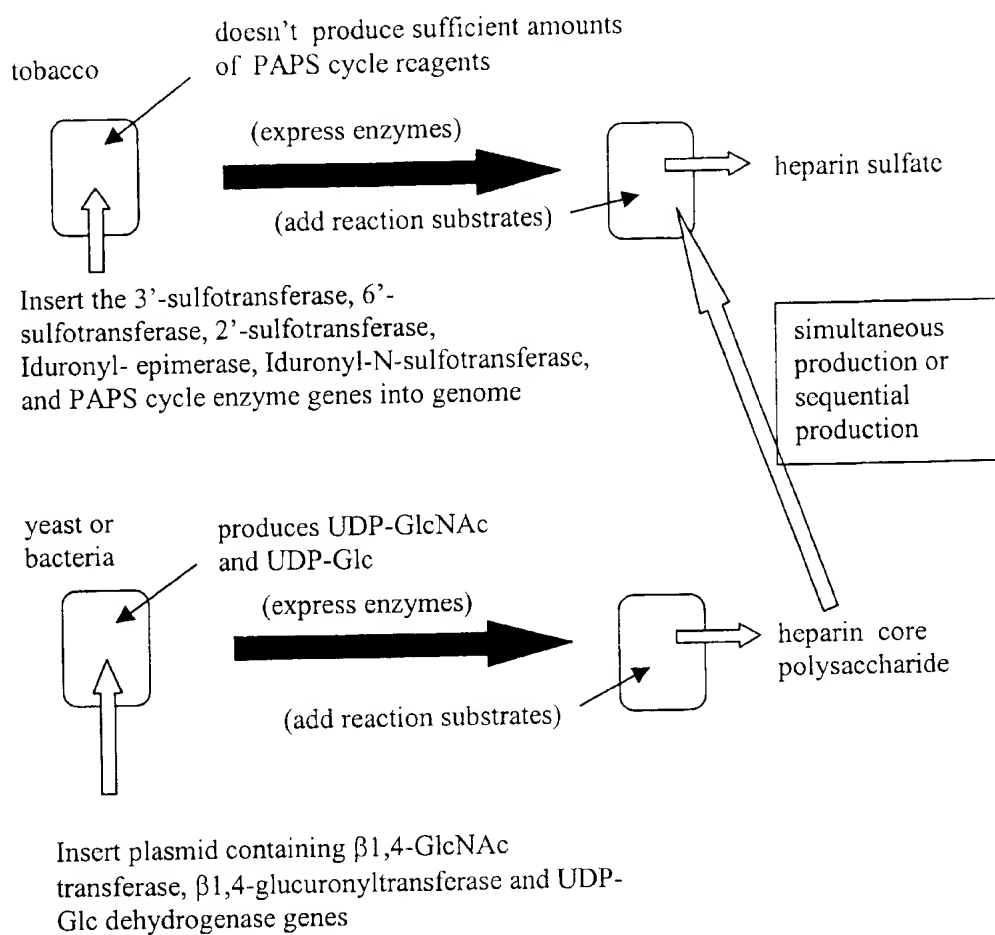 doesn't produce sufficient amounts
of PAPS cycle reagents
tobacco
(express enzymes)
heparin sulfate
(add reaction substrates)
Insert the 3’-sulfotransferase, 6’-
sulfotransferase, 2’-sulfotransferase,
Iduronyl- epimerase, Iduronyl-N-sulfotransferase,
and PAPS cycle enzyme genes into genome
simultaneous
production or
sequential
production
yeast or
bacteria
produces UDP-GlcNAc
and UDP-Glc
(express enzymes)
heparin core
polysaccharide
(add reaction substrates)
Insert plasmid containing β1,4-GlcNAc
transferase, β1,4-glucuronyltransferase and UDP-
Glc dehydrogenase genes